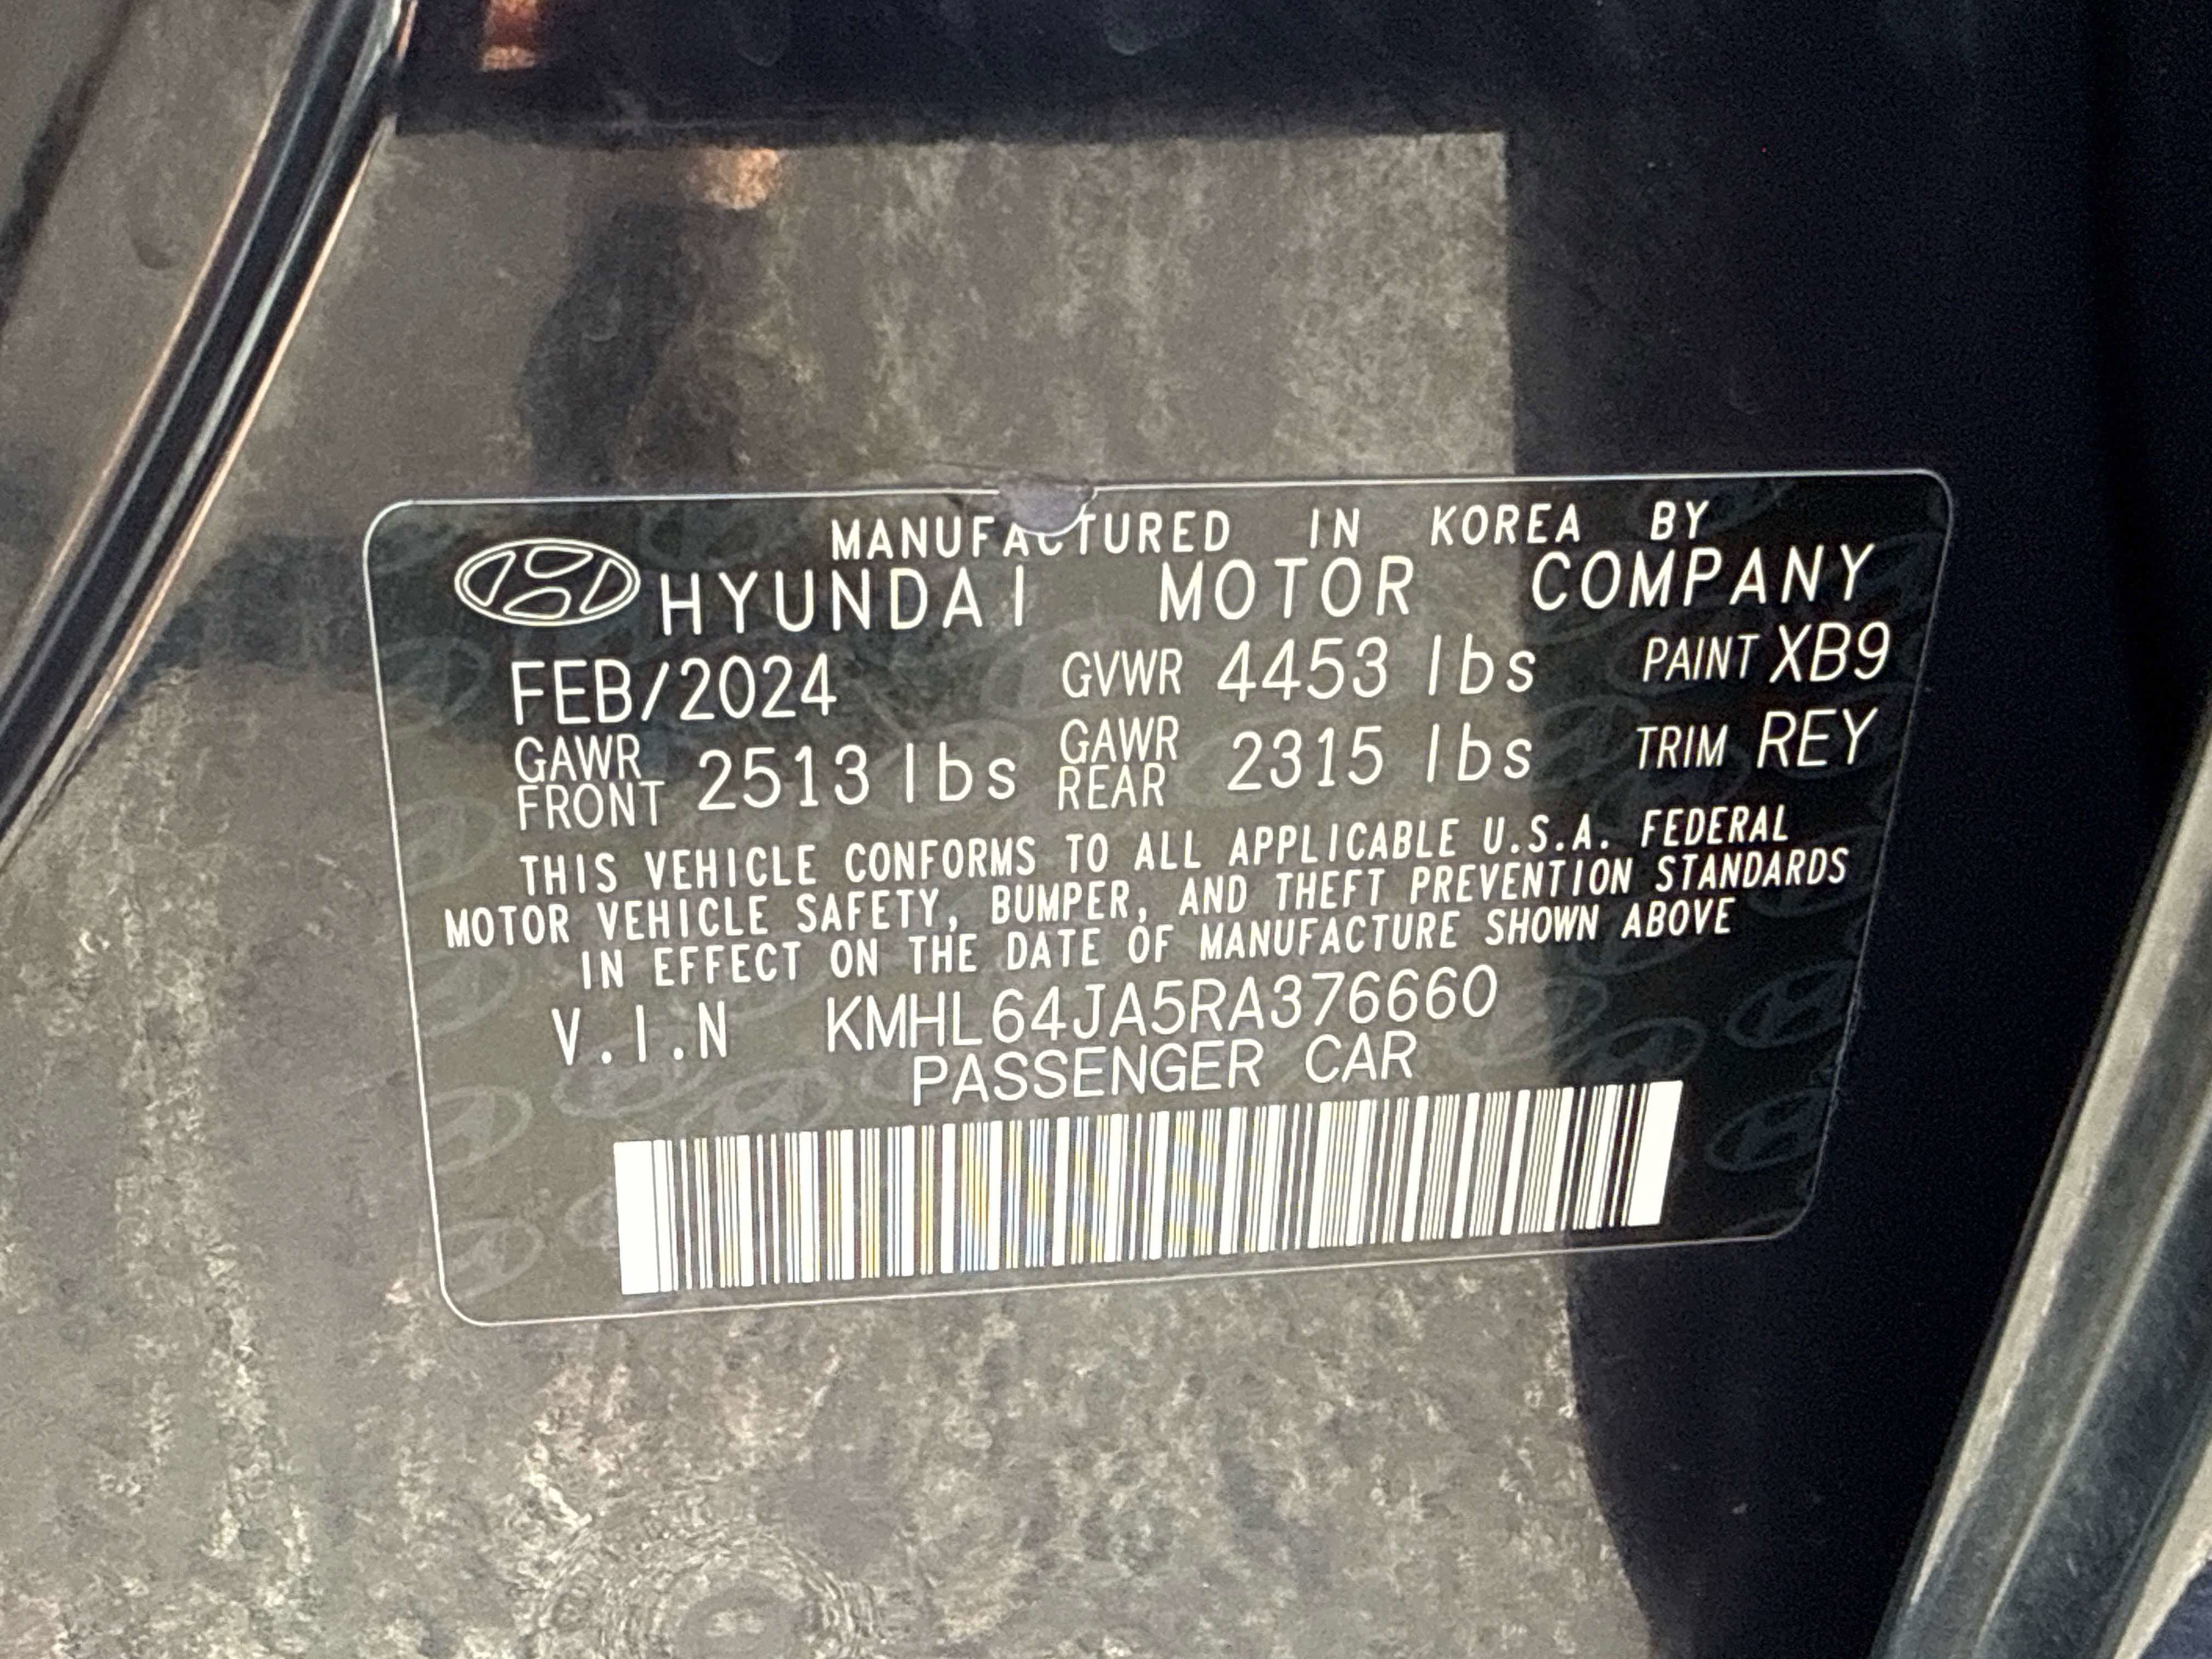 MANUFACTURED IN KOREA BY
HYUNDAI MOTOR COMPANY
FEB/2024 GVWR 4453 lbs PAINT XB9
GAWR FRONT 2513 lbs GAWR REAR 2315 lbs TRIM REY
THIS VEHICLE CONFORMS TO ALL APPLICABLE U.S.A. FEDERAL
MOTOR VEHICLE SAFETY, BUMPER, AND THEFT PREVENTION STANDARDS
IN EFFECT ON THE DATE OF MANUFACTURE SHOWN ABOVE
V.I.N KMHL64JA5RA376660
PASSENGER CAR